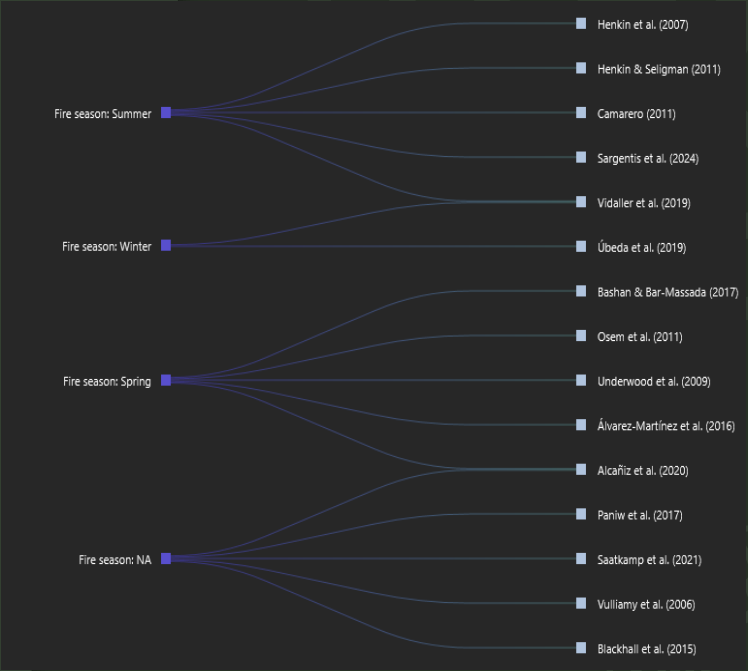 Henkin et al. (2007)
Henkin & Seligman (2011)
Fire season: Summer
Camarero (2011)
Sargentis et al. (2024)
Vidaller et al. (2019)
Fire season: Winter
Úbeda et al. (2019)
Bashan & Bar-Massada (2017)
Osem et al. (2011)
Fire season: Spring
Underwood et al. (2009)
Álvarez-Martínez et al. (2016)
Alcañiz et al. (2020)
Paniw et al. (2017)
Fire season: NA
Saatkamp et al. (2021)
Vulliamy et al. (2006)
Blackhall et al. (2015)